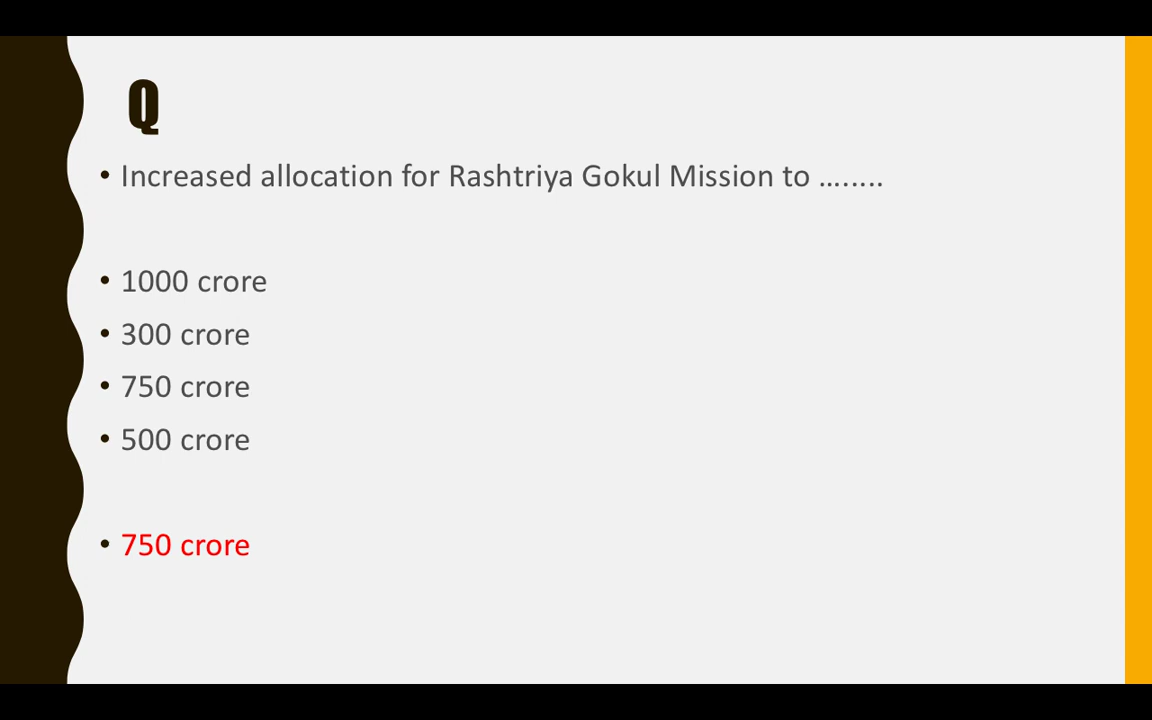 Q
• Increased allocation for Rashtriya Gokul Mission to ........
• 1000 crore
• 300 crore
• 750 crore
• 500 crore
• 750 crore